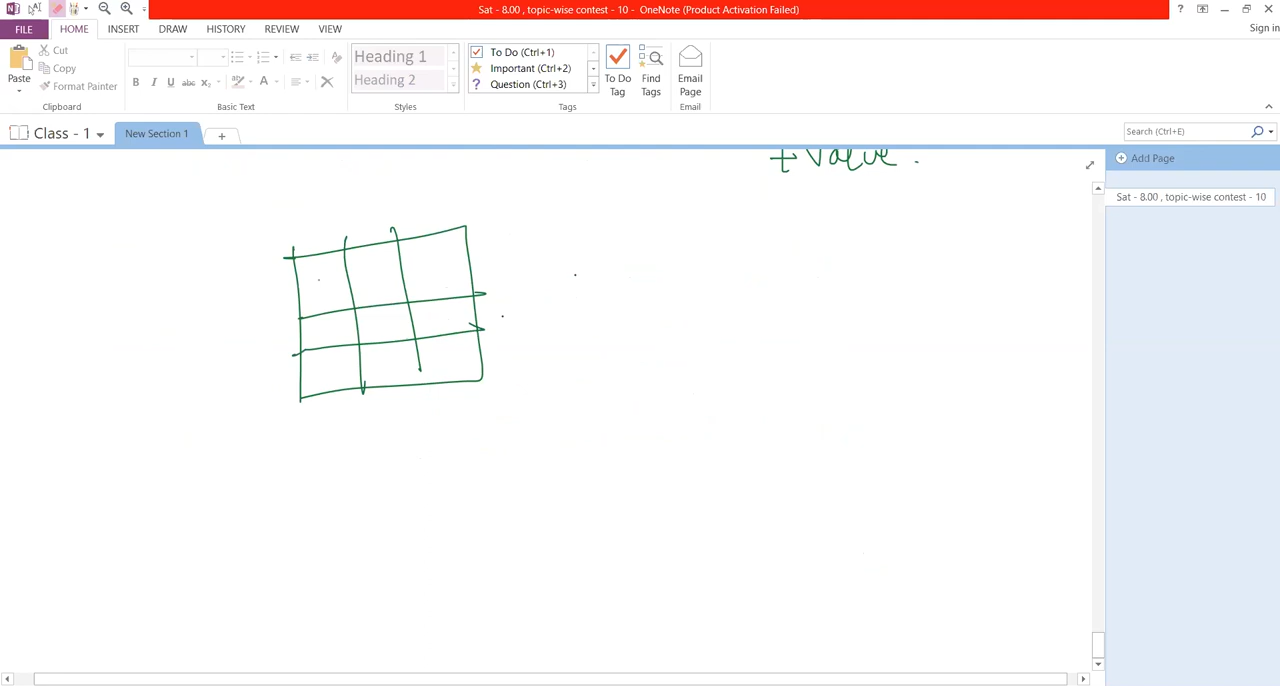 Sat - 8.00 , topic-wise contest - 10 - OneNote (Product Activation Failed)
FILE HOME INSERT DRAW HISTORY REVIEW VIEW Sign in
Paste
Cut
Copy
Format Painter
Clipboard
B I U abc X₂ A
Basic Text
Heading 1
Heading 2
Styles
To Do (Ctrl+1)
Important (Ctrl+2)
Question (Ctrl+3)
To Do Tag
Find Tags
Tags
Email Page
Email
Class - 1 New Section 1
Search (Ctrl+E)
Add Page
Sat - 8.00 , topic-wise contest - 10
+ Value .